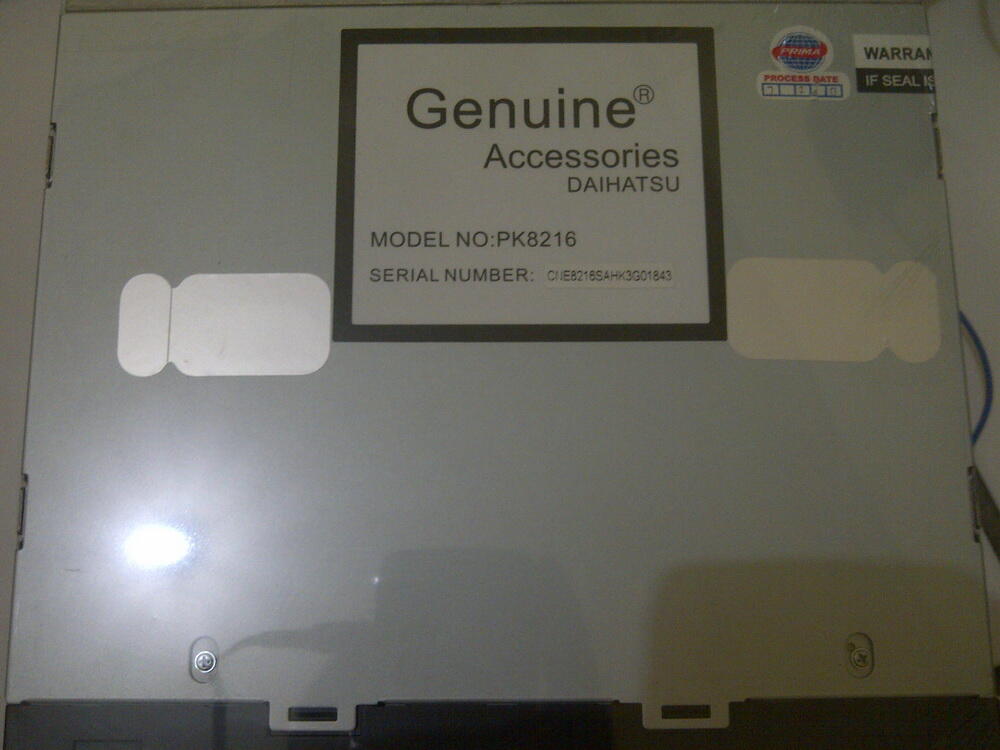 Genuine®
Accessories
DAIHATSU
MODEL NO:PK8216
SERIAL NUMBER: CNE8216SAHK3G01843
PRIMA
PROCESS DATE
WARRAN
IF SEAL IS